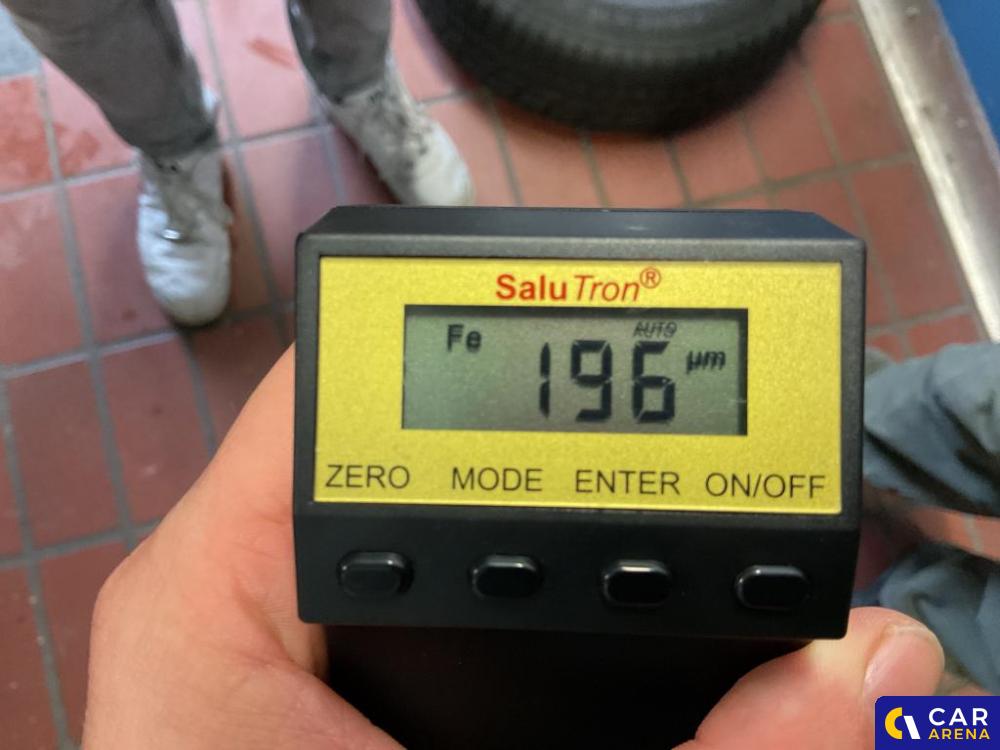 SaluTron®
Fe AUTO
196 µm
ZERO MODE ENTER ON/OFF
CAR
ARENA